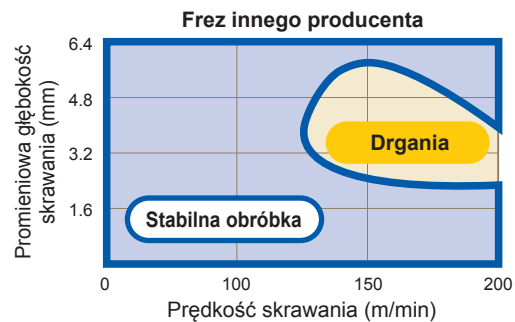 Frez innego producenta
Promieniowa głębokość
skrawania (mm)
6.4
4.8
3.2
1.6
Drgania
Stabilna obróbka
0
100
150
200
Prędkość skrawania (m/min)